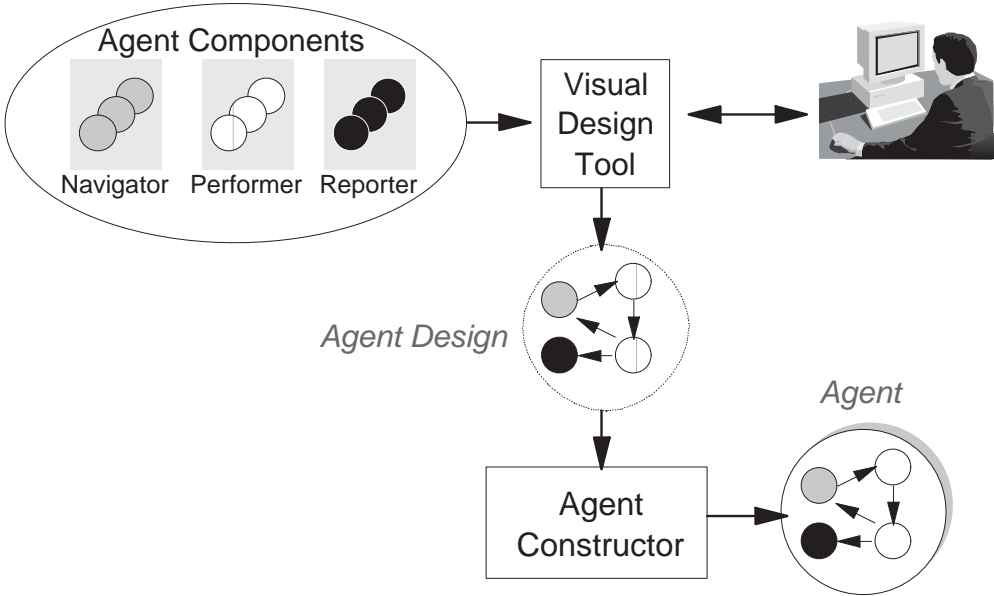 Agent Components
Navigator Performer Reporter
Visual
Design
Tool
Agent Design
Agent
Agent
Constructor